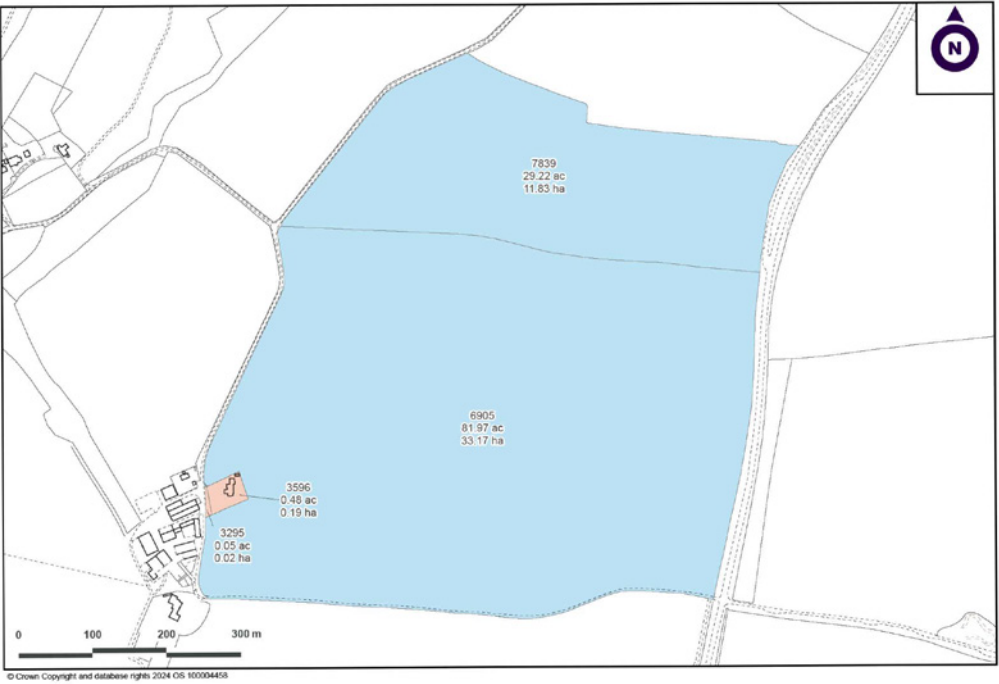 N
7839
29.22 ac
11.83 ha
6905
81.97 ac
33.17 ha
3596
0.48 ac
0.19 ha
3295
0.05 ac
0.02 ha
0 100 200 300 m
© Crown Copyright and database rights 2024 OS 100004458